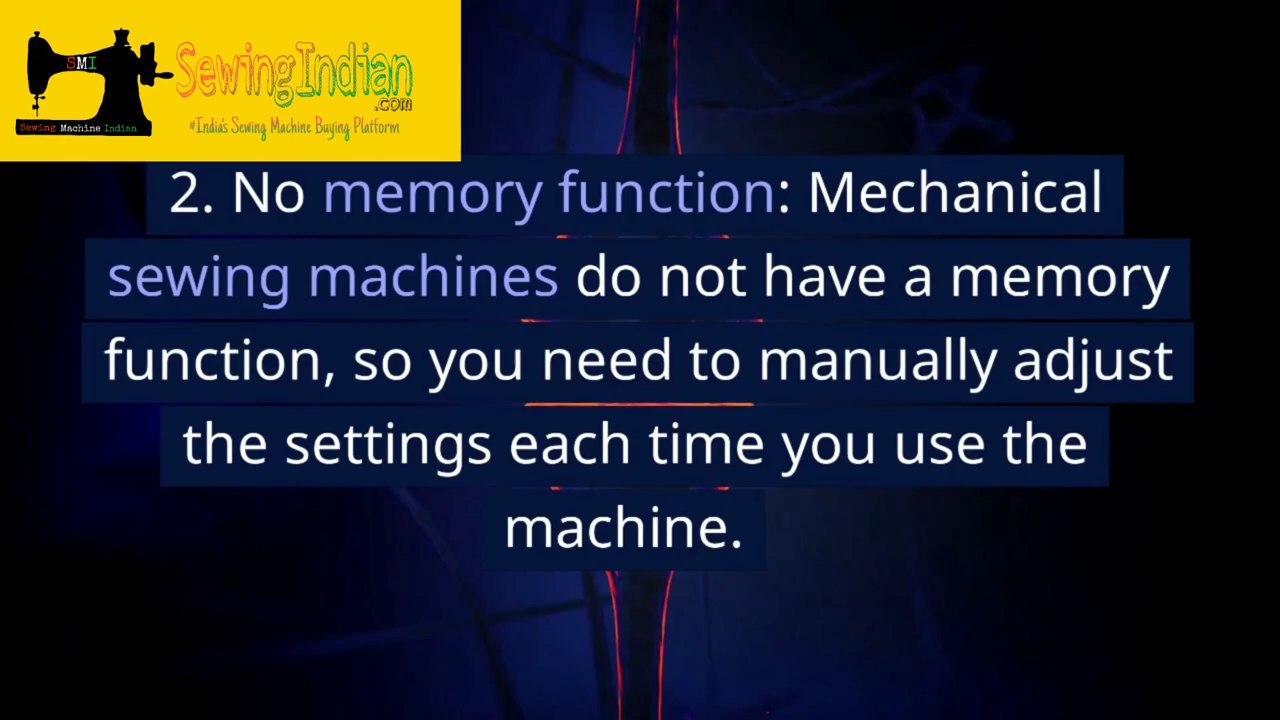 SMI
SewingIndian
.com
#India's Sewing Machine Buying Platform
Sewing Machine Indian
2. No memory function: Mechanical
sewing machines do not have a memory
function, so you need to manually adjust
the settings each time you use the
machine.